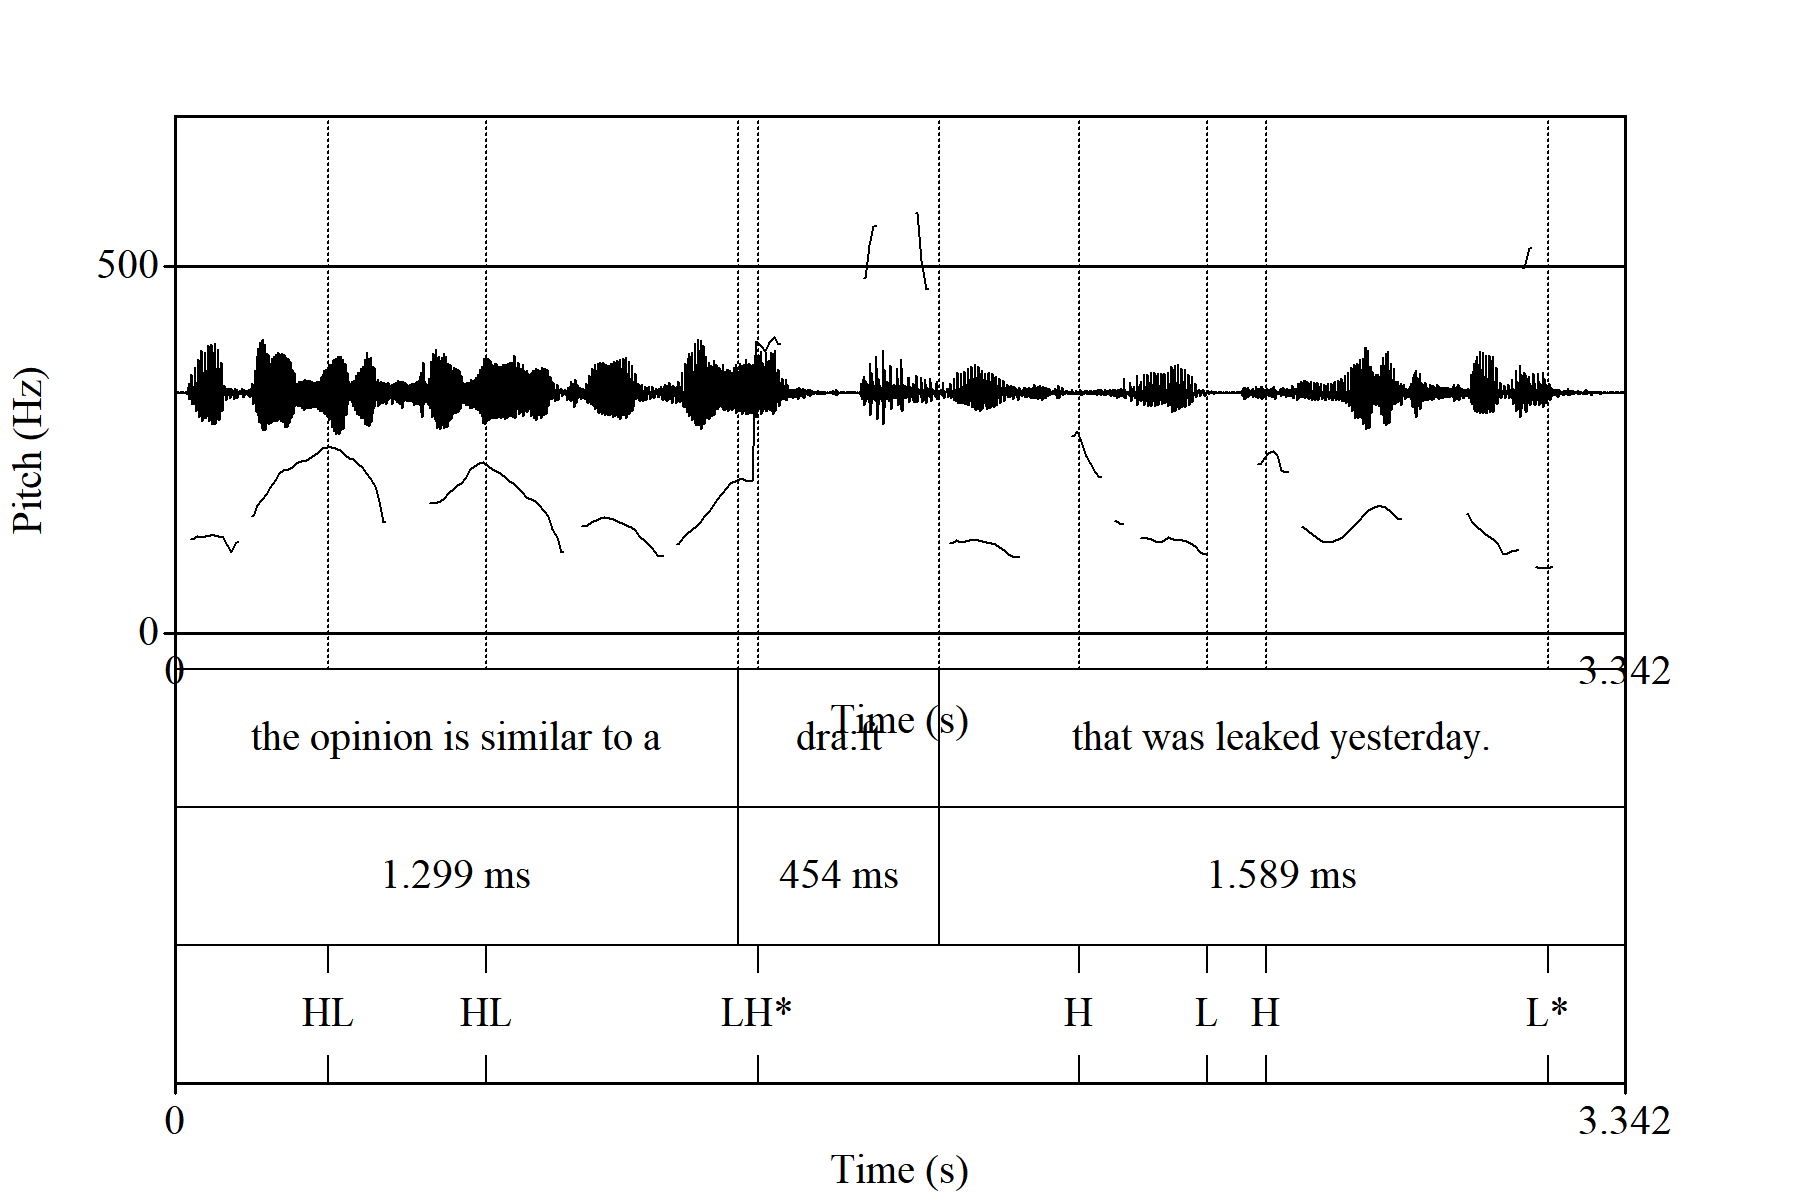 Pitch (Hz)
500
0
0 3.342
Time (s)
the opinion is similar to a dra:ft that was leaked yesterday.
1.299 ms 454 ms 1.589 ms
HL HL LH* H L H L*
0 3.342
Time (s)